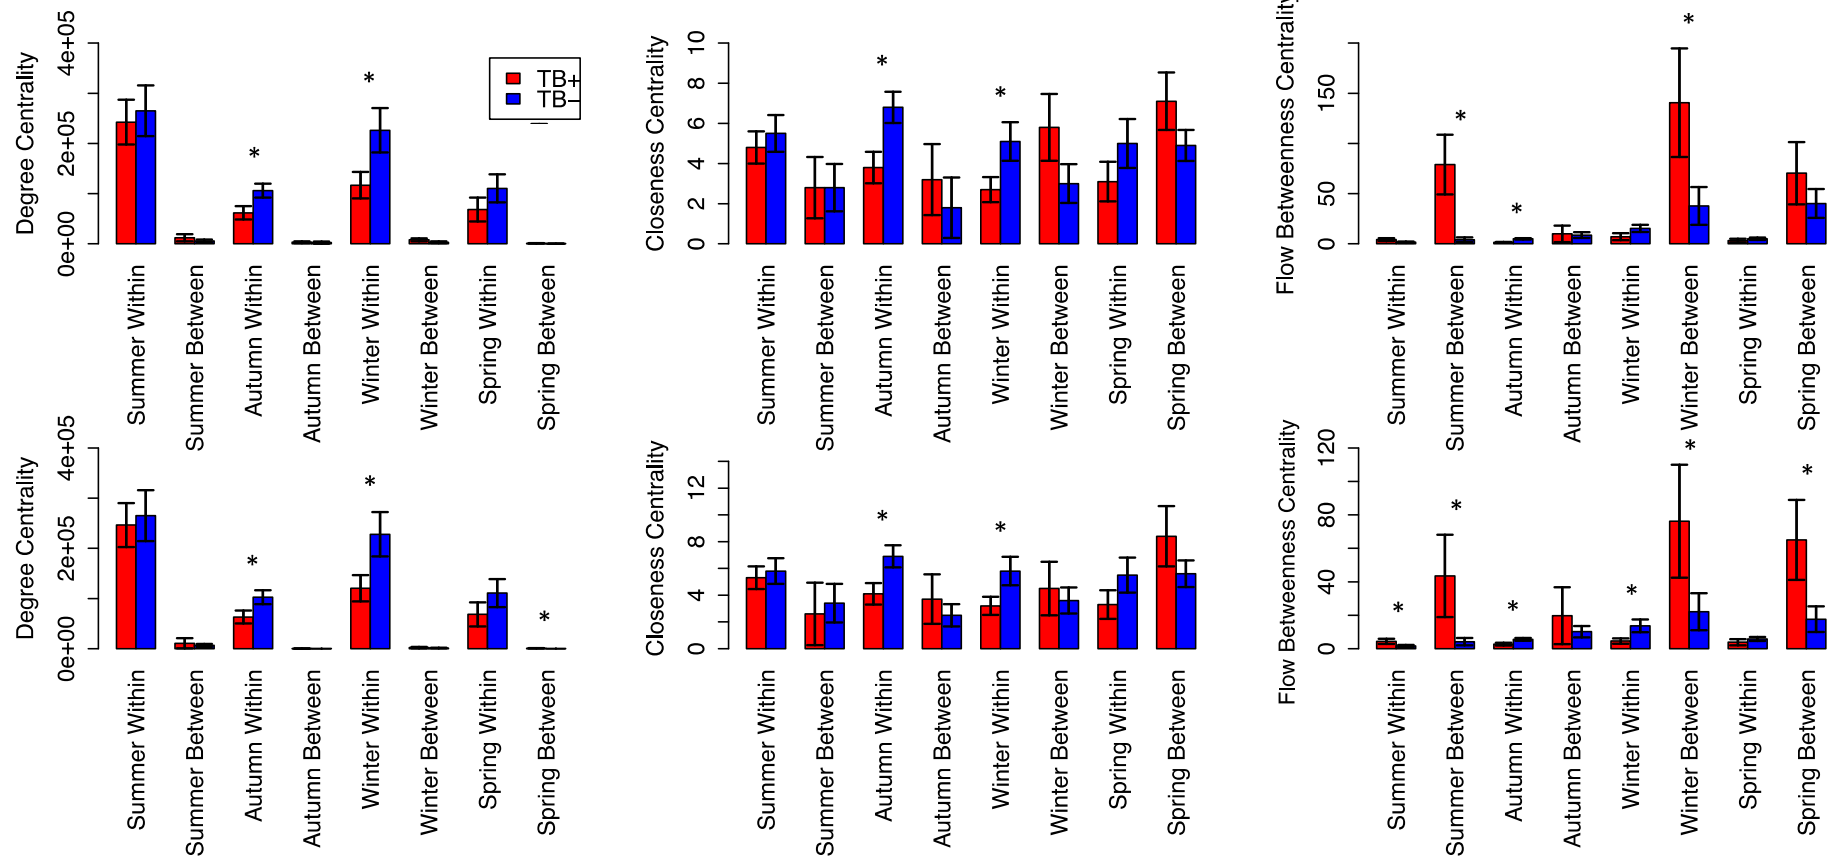 Degree Centrality
0e+00
2e+05
4e+05
*
*
TB+
TB−
Summer Within
Summer Between
Autumn Within
Autumn Between
Winter Within
Winter Between
Spring Within
Spring Between
Closeness Centrality
0
2
4
6
8
10
*
*
Summer Within
Summer Between
Autumn Within
Autumn Between
Winter Within
Winter Between
Spring Within
Spring Between
Flow Betweenness Centrality
0
50
150
*
*
*
Summer Within
Summer Between
Autumn Within
Autumn Between
Winter Within
Winter Between
Spring Within
Spring Between
Degree Centrality
0e+00
2e+05
4e+05
*
*
*
Summer Within
Summer Between
Autumn Within
Autumn Between
Winter Within
Winter Between
Spring Within
Spring Between
Closeness Centrality
0
4
8
12
*
*
Summer Within
Summer Between
Autumn Within
Autumn Between
Winter Within
Winter Between
Spring Within
Spring Between
Flow Betweenness Centrality
0
40
80
120
*
*
*
*
*
*
Summer Within
Summer Between
Autumn Within
Autumn Between
Winter Within
Winter Between
Spring Within
Spring Between